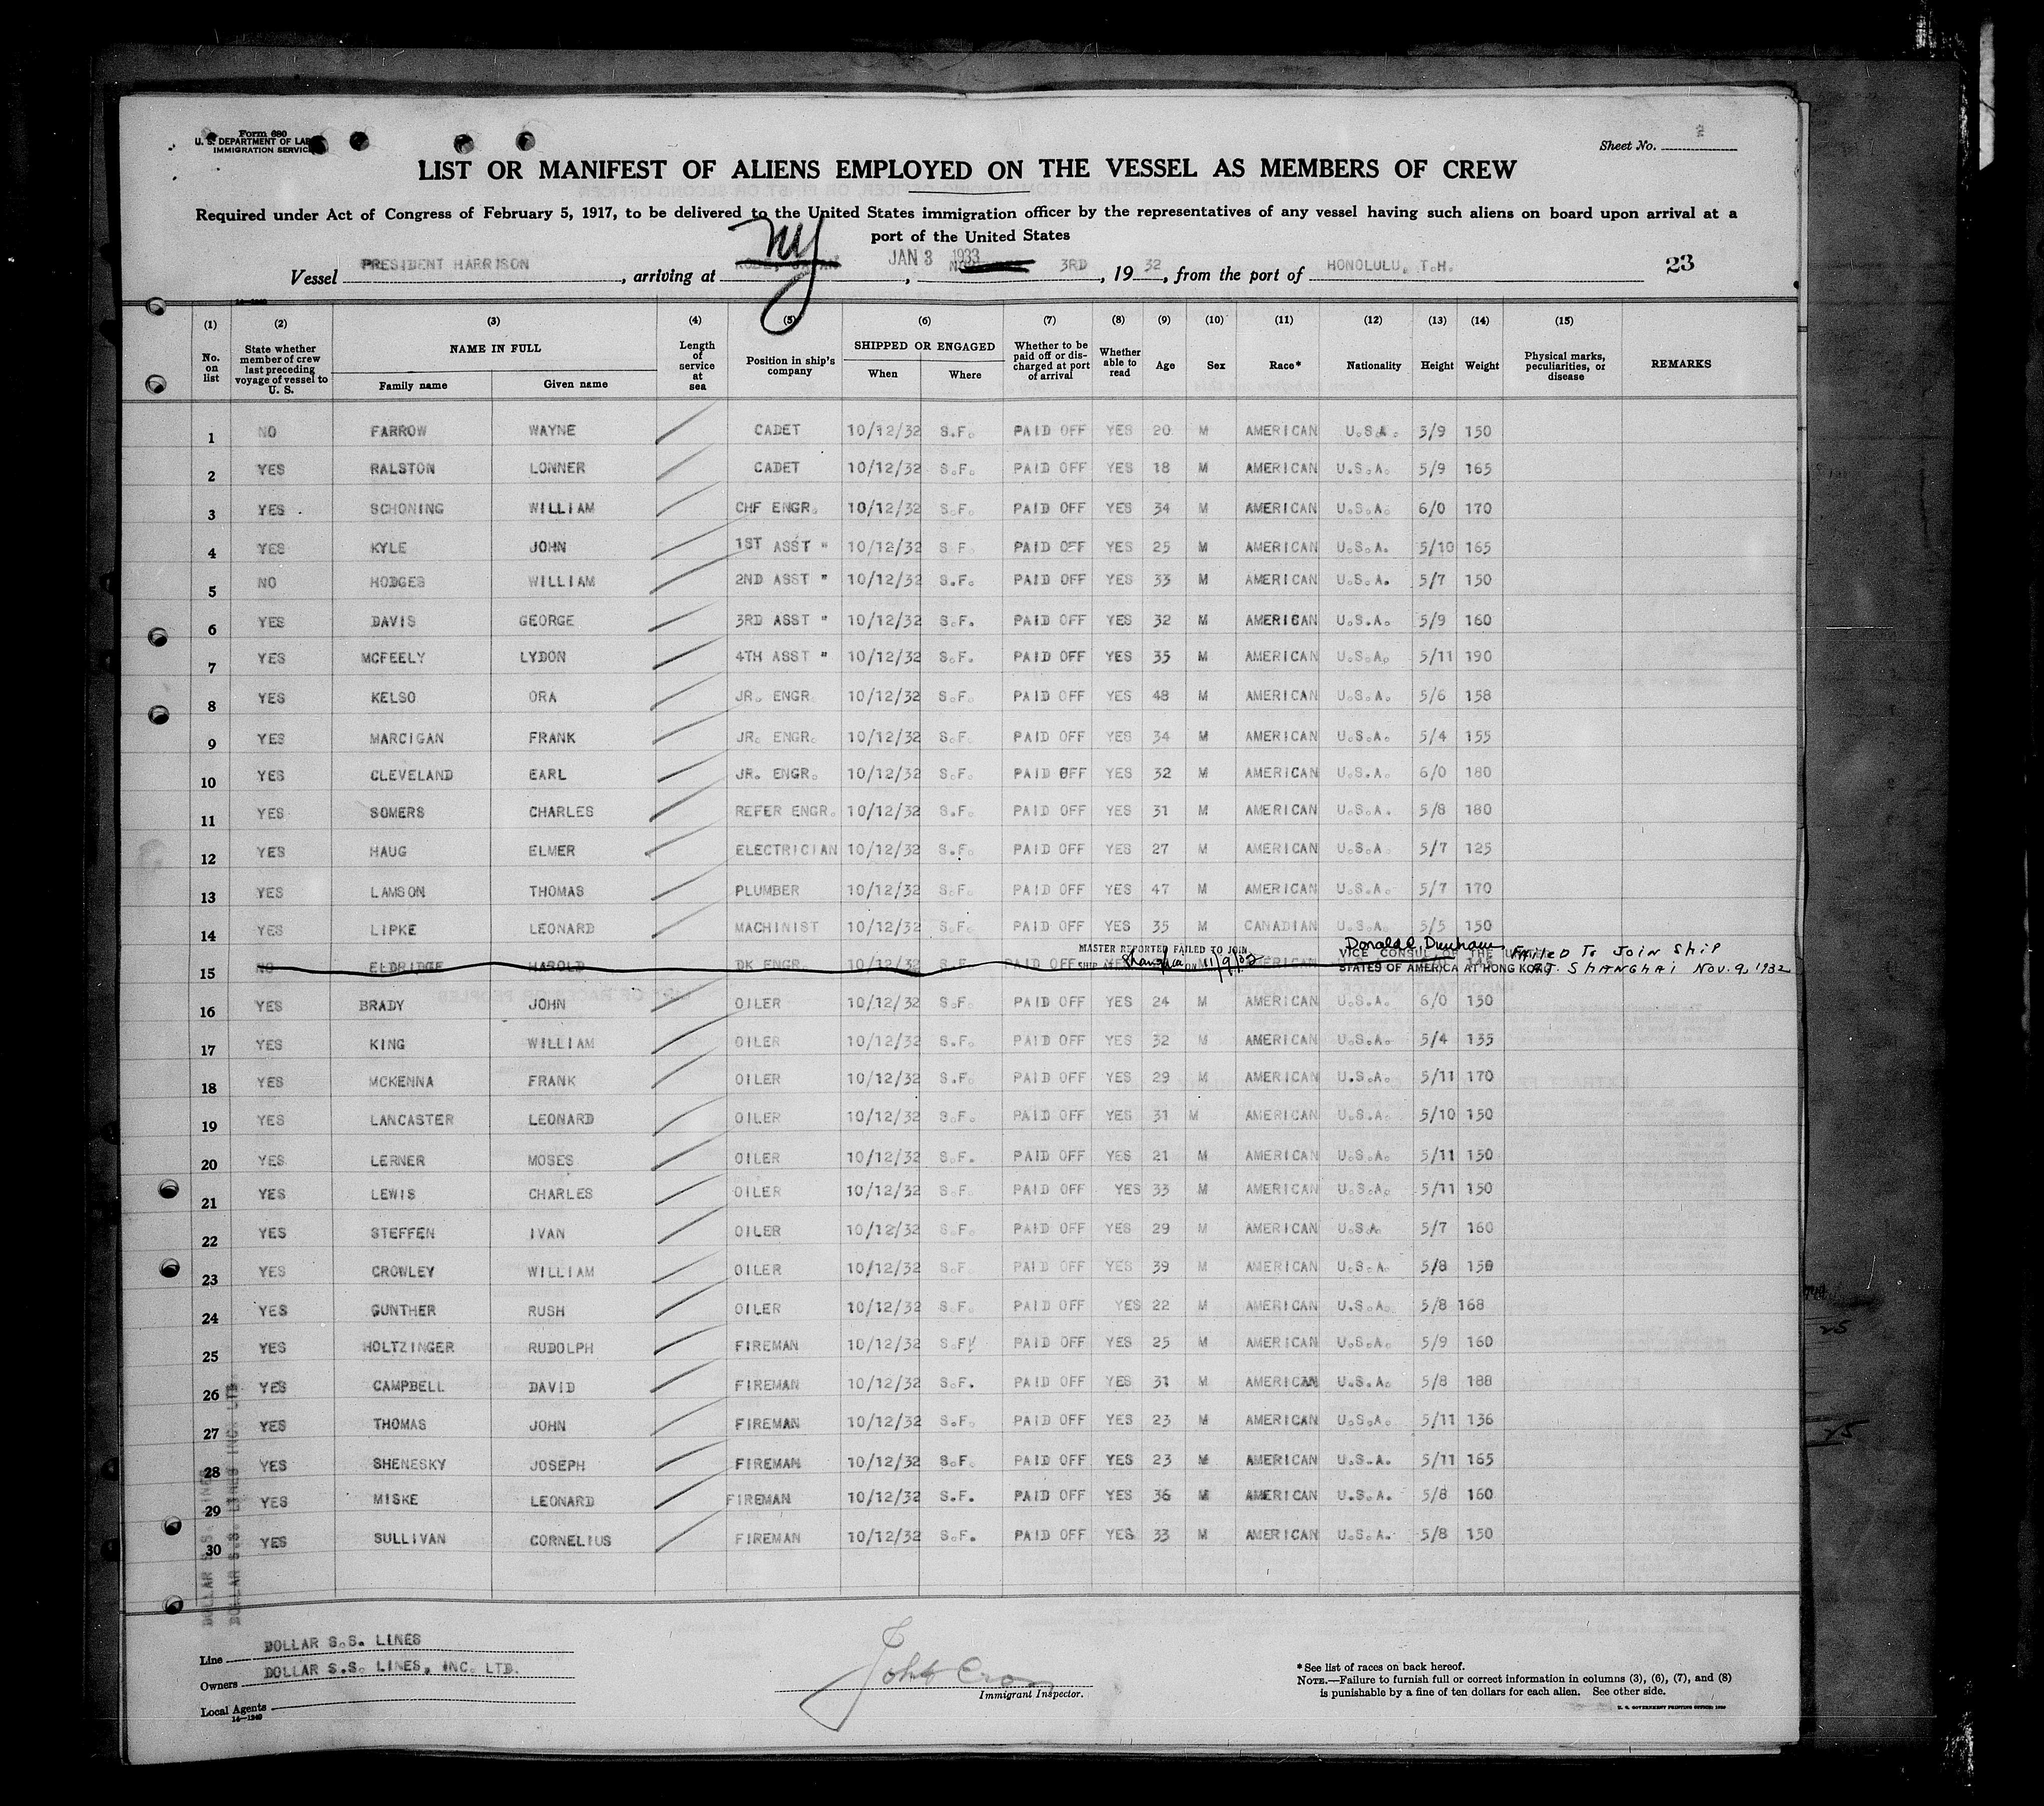 Form 680
U. S. DEPARTMENT OF LAB
IMMIGRATION SERVIC
Sheet No. 2
LIST OR MANIFEST OF ALIENS EMPLOYED ON THE VESSEL AS MEMBERS OF CREW
Required under Act of Congress of February 5, 1917, to be delivered to the United States immigration officer by the representatives of any vessel having such aliens on board upon arrival at a
port of the United States
Vessel PRESIDENT HARRISON, arriving at KOBE, JAPAN NY, JAN 3 1933 3RD, 1932, from the port of HONOLULU, T.H. 23
(1) (2) (3) (4) (5) (6) (7) (8) (9) (10) (11) (12) (13) (14) (15)
No. on list State whether member of crew last preceding voyage of vessel to U. S. NAME IN FULL Family name Given name Length of service at sea Position in ship's company SHIPPED OR ENGAGED When Where Whether to be paid off or discharged at port of arrival Whether able to read Age Sex Race* Nationality Height Weight Physical marks, peculiarities, or disease REMARKS
1 NO FARROW WAYNE CADET 10/12/32 S.F. PAID OFF YES 20 M AMERICAN U.S.A. 3/9 150
2 YES RALSTON LONNER CADET 10/12/32 S.F. PAID OFF YES 18 M AMERICAN U.S.A. 5/9 165
3 YES SCHONING WILLIAM CHF ENGR. 10/12/32 S.F. PAID OFF YES 34 M AMERICAN U.S.A. 6/0 170
4 YES KYLE JOHN 1ST ASST " 10/12/32 S F PAID OFF YES 25 M AMERICAN U.S.A. 5/10 165
5 NO HODGES WILLIAM 2ND ASST " 10/12/32 S.F. PAID OFF YES 33 M AMERICAN U.S.A. 5/7 150
6 YES DAVIS GEORGE 3RD ASST " 10/12/32 S.F. PAID OFF YES 32 M AMERICAN U.S.A. 5/9 160
7 YES MCFEELY LYDON 4TH ASST " 10/12/32 S.F. PAID OFF YES 35 M AMERICAN U.S.A. 5/11 190
8 YES KELSO ORA JR. ENGR. 10/12/32 S.F. PAID OFF YES 48 M AMERICAN U.S.A. 5/6 158
9 YES MARCIGAN FRANK JR. ENGR. 10/12/32 S.F. PAID OFF YES 34 M AMERICAN U.S.A. 5/4 155
10 YES CLEVELAND EARL JR. ENGR. 10/12/32 S.F. PAID OFF YES 32 M AMERICAN U.S.A. 6/0 180
11 YES SOMERS CHARLES REFER ENGR. 10/12/32 S.F. PAID OFF YES 31 M AMERICAN U.S.A. 5/8 180
12 YES HAUG ELMER ELECTRICIAN 10/12/32 S.F. PAID OFF YES 27 M AMERICAN U.S.A. 5/7 125
13 YES LAMSON THOMAS PLUMBER 10/12/32 S.F. PAID OFF YES 47 M AMERICAN U.S.A. 5/7 170
14 YES LIPKE LEONARD MACHINIST 10/12/32 S.F. PAID OFF YES 35 M CANADIAN U.S.A. 5/5 150
MASTER REPORTED FAILED TO JOIN SHIP Shanghai ON 11/9/32
Donald C. Dunham
VICE CONSUL OF THE
STATES OF AMERICA AT HONG KONG
Failed To Join Ship
AT. SHANGHAI Nov. 9, 1932
15 NO ELDRIDGE HAROLD DK ENGR. 10/12/32 S.F. PAID OFF
16 YES BRADY JOHN OILER 10/12/32 S.F. PAID OFF YES 24 M AMERICAN U.S.A. 6/0 150
17 YES KING WILLIAM OILER 10/12/32 S.F. PAID OFF YES 32 M AMERICAN U.S.A. 5/4 135
18 YES MCKENNA FRANK OILER 10/12/32 S.F. PAID OFF YES 29 M AMERICAN U.S.A. 5/11 170
19 YES LANCASTER LEONARD OILER 10/12/32 S.F. PAID OFF YES 31 M AMERICAN U.S.A. 5/10 150
20 YES LERNER MOSES OILER 10/12/32 S.F. PAID OFF YES 21 M AMERICAN U.S.A. 5/11 150
21 YES LEWIS CHARLES OILER 10/12/32 S.F. PAID OFF YES 33 M AMERICAN U.S.A. 5/11 150
22 YES STEFFEN IVAN OILER 10/12/32 S.F. PAID OFF YES 29 M AMERICAN U.S.A 5/7 160
23 YES CROWLEY WILLIAM OILER 10/12/32 S.F PAID OFF YES 39 M AMERICAN U.S.A. 5/8 150
24 YES GUNTHER RUSH OILER 10/12/32 S.F. PAID OFF YES 22 M AMERICAN U.S.A. 5/8 168
25 YES HOLTZINGER RUDOLPH FIREMAN 10/12/32 S.F. PAID OFF YES 25 M AMERICAN U.S.A. 5/9 160
26 YES CAMPBELL DAVID FIREMAN 10/12/32 S.F. PAID OFF YES 31 M AMERICAN U.S.A. 5/8 188
27 YES THOMAS JOHN FIREMAN 10/12/32 S.F. PAID OFF YES 23 M AMERICAN U.S.A. 5/11 136
28 YES SHENESKY JOSEPH FIREMAN 10/12/32 S.F. PAID OFF YES 23 M AMERICAN U.S.A. 5/11 165
29 YES MISKE LEONARD FIREMAN 10/12/32 S.F. PAID OFF YES 36 M AMERICAN U.S.A. 5/8 160
30 YES SULLIVAN CORNELIUS FIREMAN 10/12/32 S.F. PAID OFF YES 33 M AMERICAN U.S.A. 5/8 150
DOLLAR S.S. LINES
DOLLAR S.S. LINES INC. LTD
Line DOLLAR S.S. LINES
Owners DOLLAR S.S. LINES, INC. LTD.
Local Agents
14—1240
John Cro
Immigrant Inspector.
*See list of races on back hereof.
NOTE.—Failure to furnish full or correct information in columns (3), (6), (7), and (8)
is punishable by a fine of ten dollars for each alien. See other side.
U. S. GOVERNMENT PRINTING OFFICE: